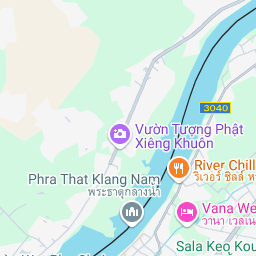 3040
Vườn Tượng Phật
Xiêng Khuôn
River Chill
ริเวอร์ ชิลล์
Phra That Klang Nam
พระธาตุกลางน้ำ
Vana We
วานา เวลเน
Sala Keo Kou